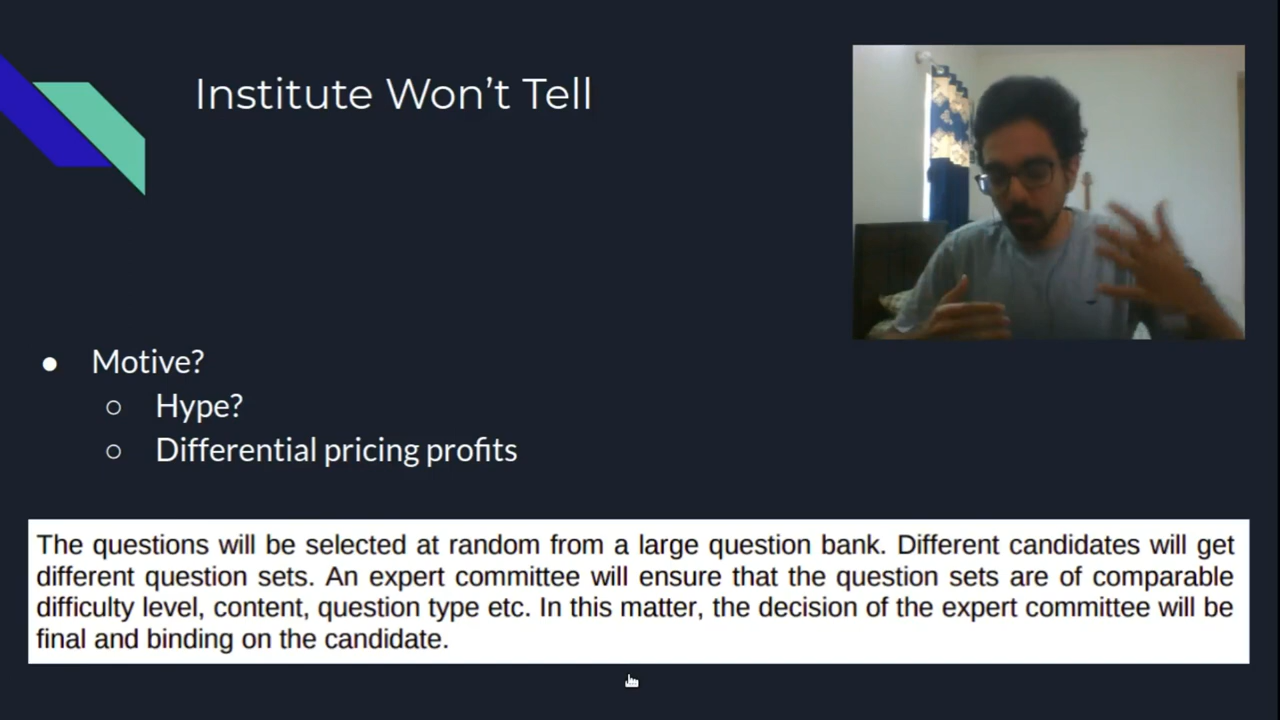 Institute Won’t Tell
● Motive?
○ Hype?
○ Differential pricing profits
The questions will be selected at random from a large question bank. Different candidates will get
different question sets. An expert committee will ensure that the question sets are of comparable
difficulty level, content, question type etc. In this matter, the decision of the expert committee will be
final and binding on the candidate.